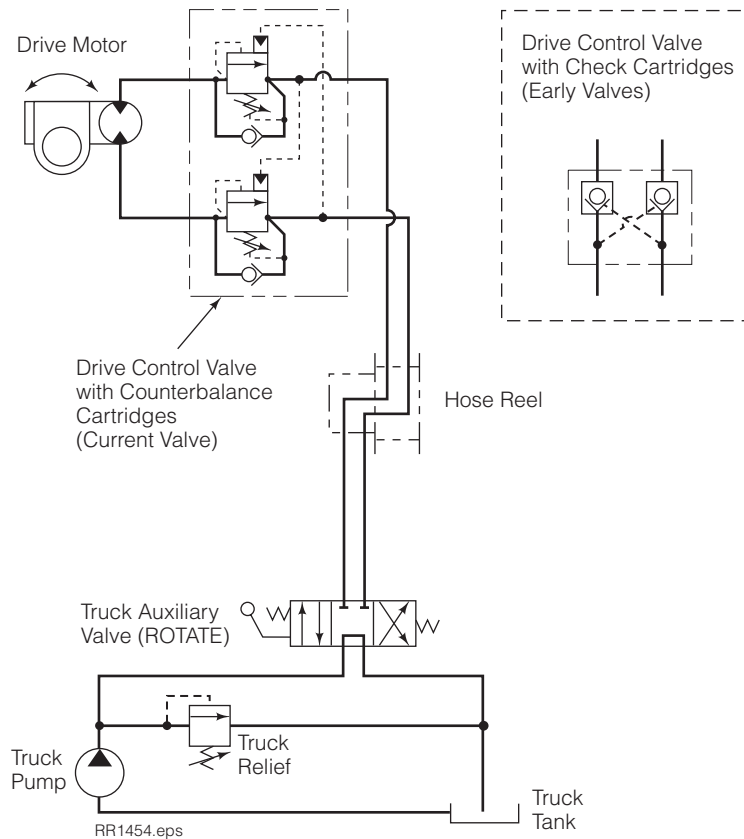 Drive Motor
Drive Control Valve
with Check Cartridges
(Early Valves)
Drive Control Valve
with Counterbalance
Cartridges
(Current Valve)
Hose Reel
Truck Auxiliary
Valve (ROTATE)
Truck
Relief
Truck
Pump
Truck
Tank
RR1454.eps